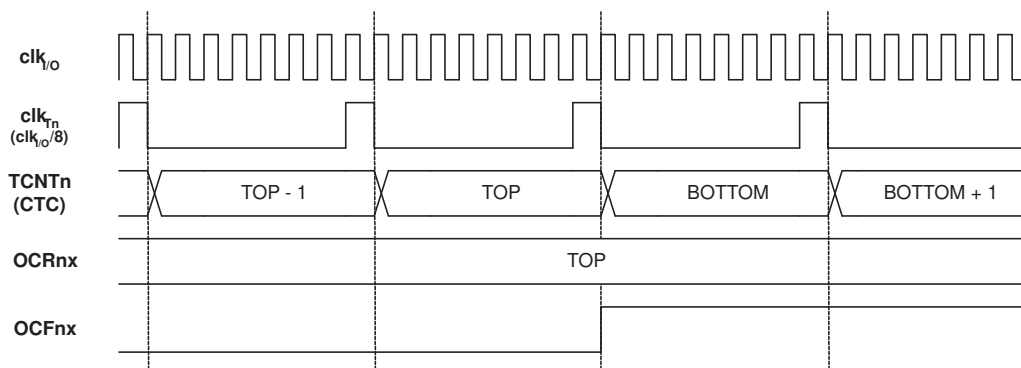 clkI/O
clkTn
(clkI/O/8)
TCNTn
(CTC)
TOP - 1
TOP
BOTTOM
BOTTOM + 1
OCRnx
TOP
OCFnx